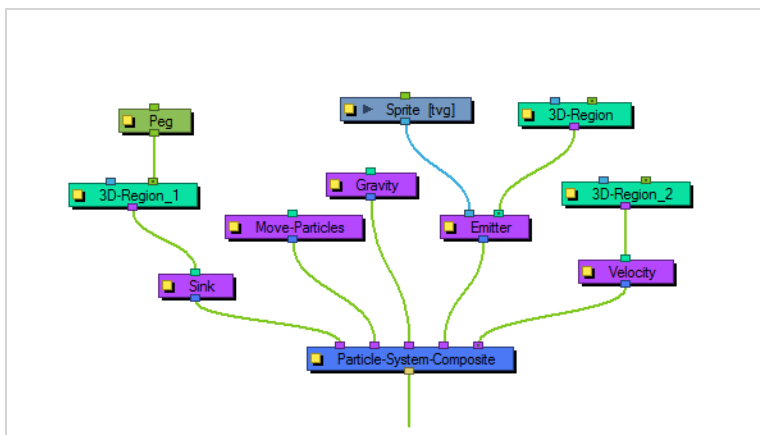 Sprite [tvg]
3D-Region
Peg
Gravity
3D-Region_1
3D-Region_2
Move-Particles
Emitter
Velocity
Sink
Particle-System-Composite